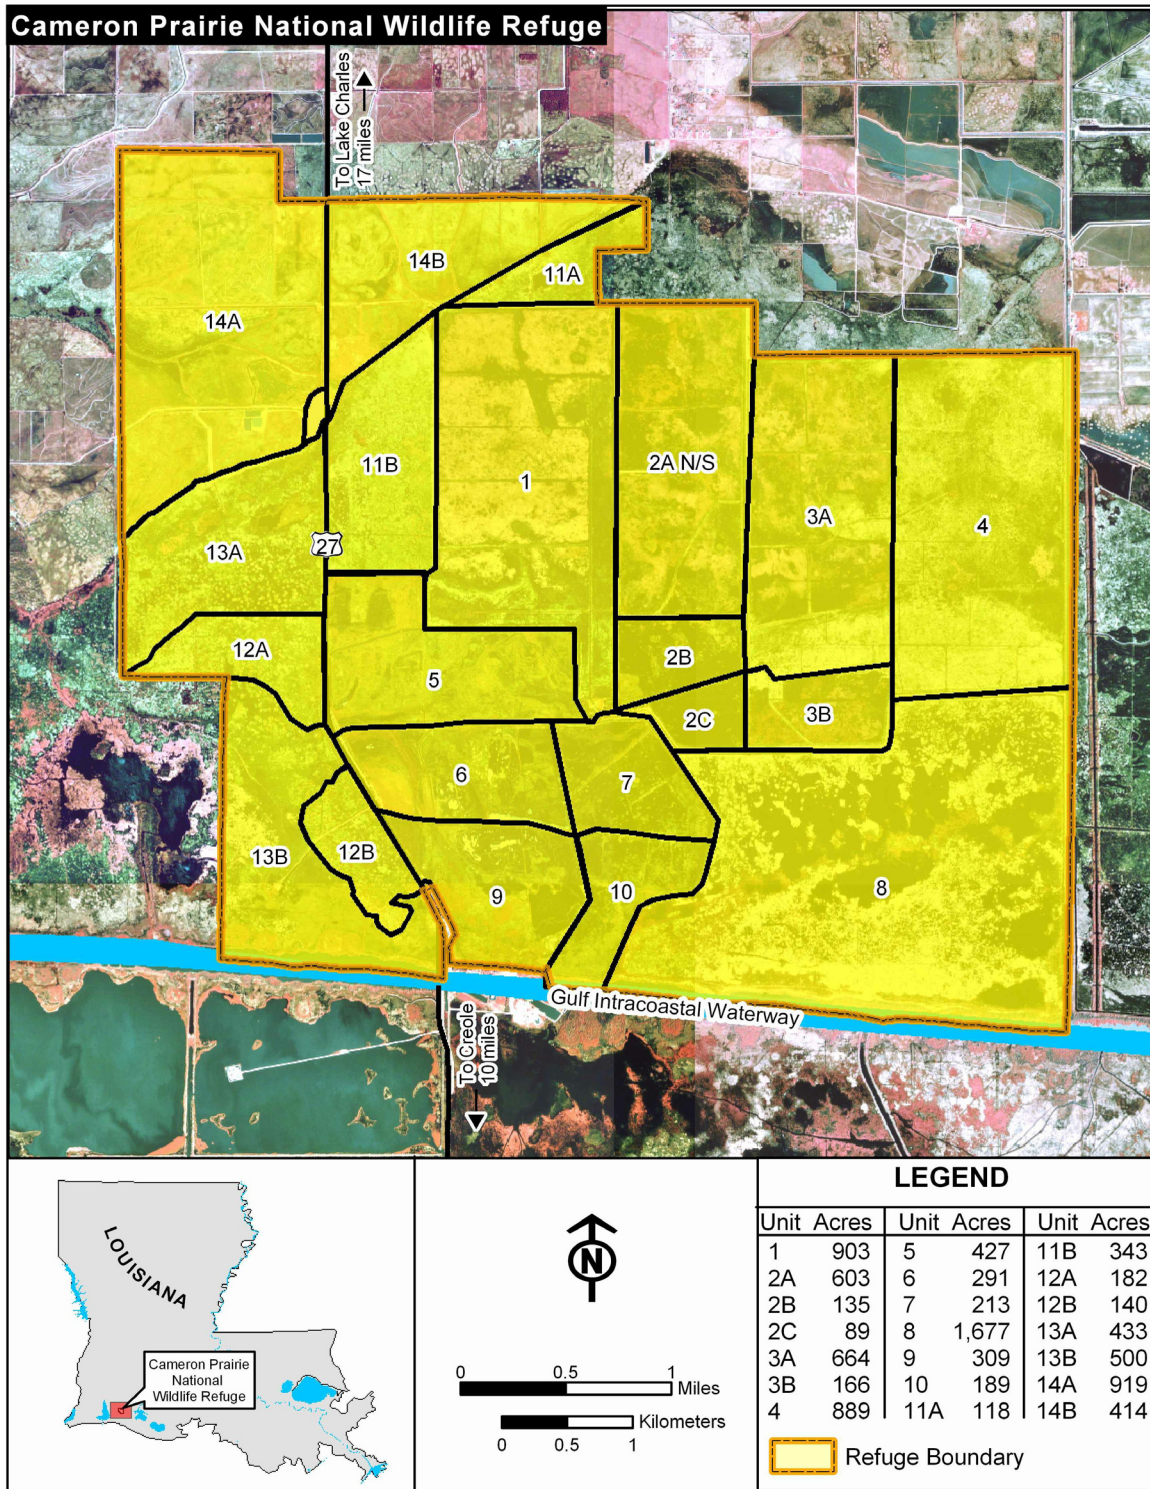 Cameron Prairie National Wildlife Refuge
To Lake Charles
17 miles
14B
11A
14A
11B
1
2A N/S
3A
4
27
13A
12A
2B
5
2C
3B
6
7
12B
13B
9
10
8
Gulf Intracoastal Waterway
To Creole
10 miles
LOUISIANA
Cameron Prairie
National
Wildlife Refuge
N
0 0.5 1
Miles
Kilometers
0 0.5 1
LEGEND
Unit Acres Unit Acres Unit Acres
1 903 5 427 11B 343
2A 603 6 291 12A 182
2B 135 7 213 12B 140
2C 89 8 1,677 13A 433
3A 664 9 309 13B 500
3B 166 10 189 14A 919
4 889 11A 118 14B 414
Refuge Boundary